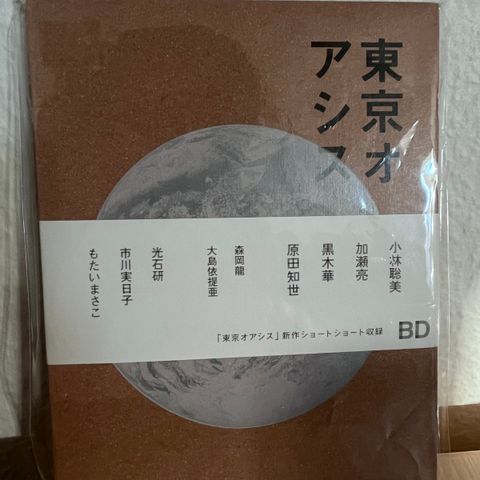 東京オ
アシス
小林聡美
加瀬亮
黒木華
原田知世
森岡龍
大島依提亜
光石研
市川実日子
もたいまさこ
「東京オアシス」新作ショートショート収録
BD